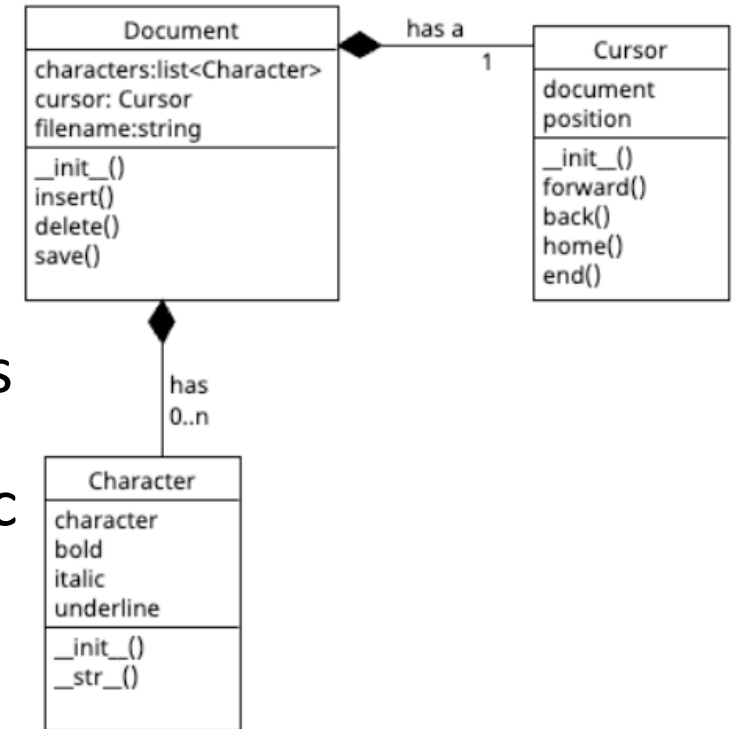 Document
characters:list<Character>
cursor: Cursor
filename:string
__init__()
insert()
delete()
save()
has a
1
Cursor
document
position
__init__()
forward()
back()
home()
end()
s
has
0..n
c
Character
character
bold
italic
underline
__init__()
__str__()